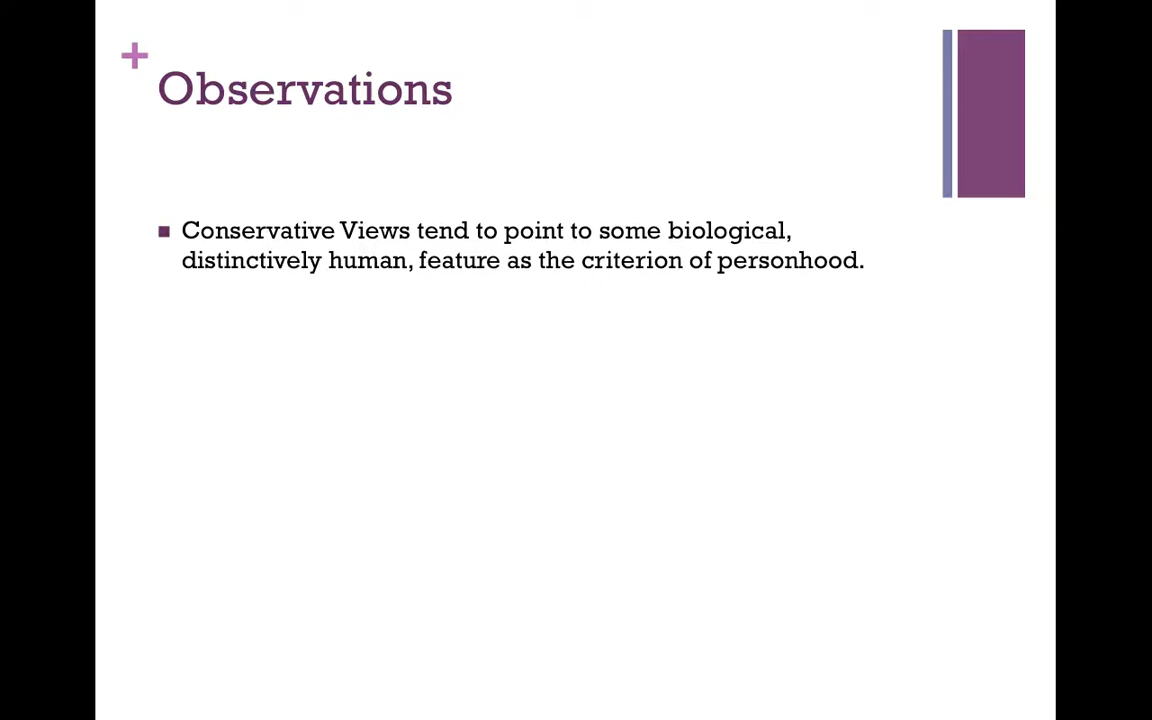 +
Observations
■ Conservative Views tend to point to some biological,
distinctively human, feature as the criterion of personhood.